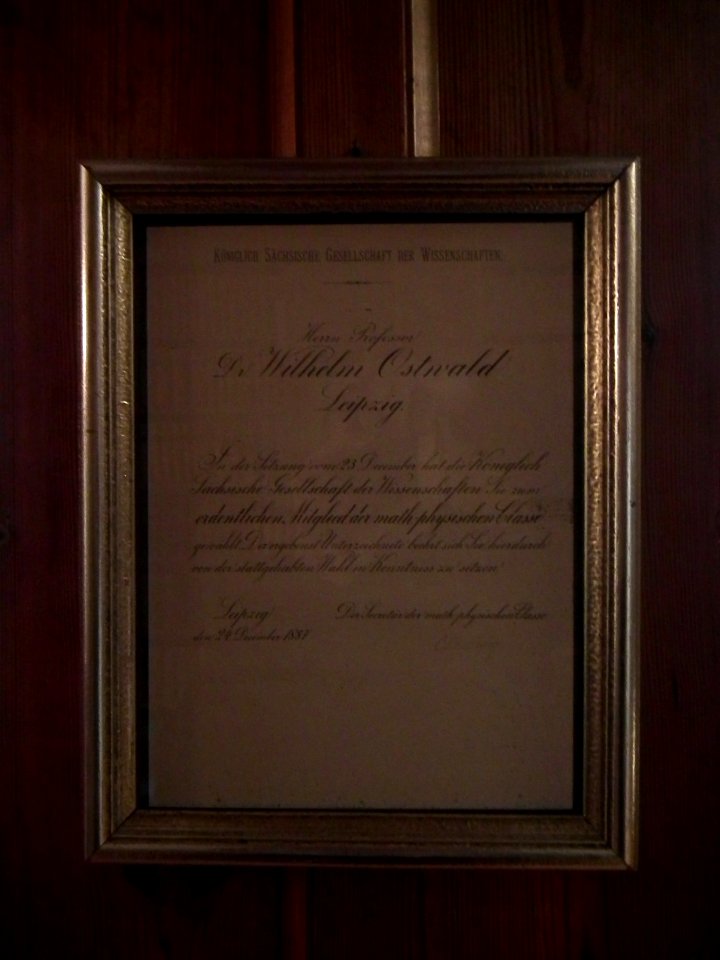 KÖNIGLICH SÄCHSISCHE GESELLSCHAFT DER WISSENSCHAFTEN.
Herrn Professor
Dr Wilhelm Ostwald
Leipzig.
In der Sitzung vom 23 December hat die Königlich
Sächsische Gesellschaft der Wissenschaften Sie zum
ordentlichen Mitglied der math. physischen Classe
gewählt. Der ergebenst Unterzeichnete beehrt sich Sie hierdurch
von der stattgehabten Wahl in Kenntniss zu setzen.
Leipzig
den 24 December 1887
Der Secretär der math. physischen Classe